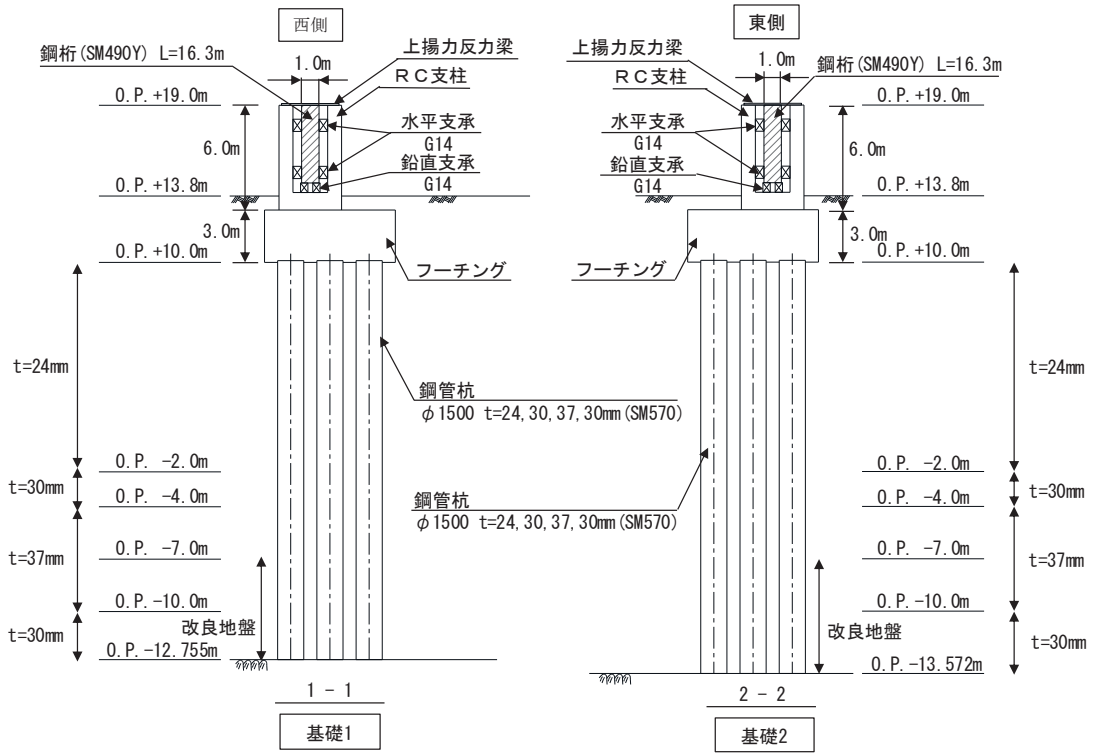 西側
鋼桁(SM490Y) L=16.3m
1.0m
上揚力反力梁
RC支柱
O.P. +19.0m
水平支承
G14
6.0m
鉛直支承
G14
O.P. +13.8m
3.0m
O.P. +10.0m
フーチング
t=24mm
鋼管杭
φ1500 t=24,30,37,30mm(SM570)
O.P. -2.0m
t=30mm
O.P. -4.0m
t=37mm
O.P. -7.0m
O.P. -10.0m
改良地盤
t=30mm
O.P. -12.755m
1 - 1
基礎1
東側
上揚力反力梁
1.0m
鋼桁(SM490Y) L=16.3m
RC支柱
O.P. +19.0m
水平支承
G14
6.0m
鉛直支承
G14
O.P. +13.8m
3.0m
O.P. +10.0m
フーチング
t=24mm
鋼管杭
φ1500 t=24,30,37,30mm(SM570)
O.P. -2.0m
t=30mm
O.P. -4.0m
O.P. -7.0m
t=37mm
O.P. -10.0m
改良地盤
t=30mm
O.P. -13.572m
2 - 2
基礎2